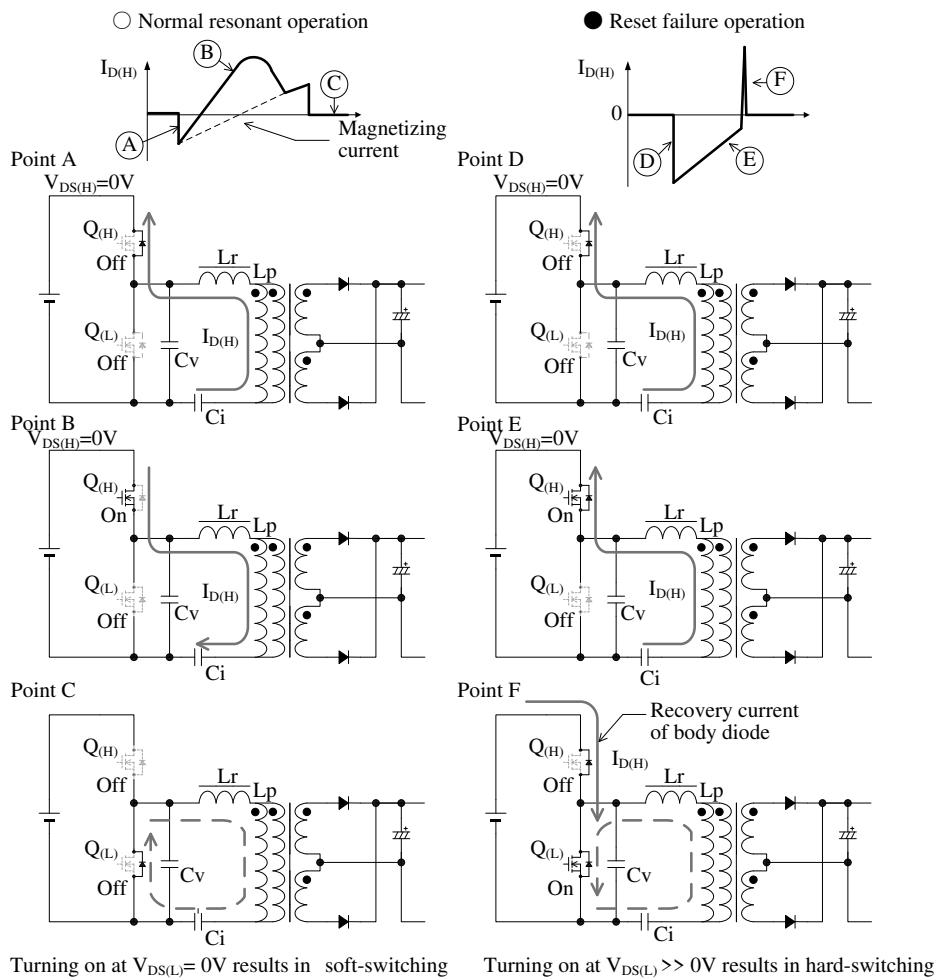 ○ Normal resonant operation
● Reset failure operation
I_D(H)
A
B
C
Magnetizing
current
I_D(H)
0
D
E
F
Point A
V_DS(H)=0V
Q_(H)
Off
Lr
Lp
Q_(L)
Off
Cv
I_D(H)
Ci
Point D
V_DS(H)=0V
Q_(H)
Off
Lr
Lp
Q_(L)
Off
Cv
I_D(H)
Ci
Point B
V_DS(H)=0V
Q_(H)
On
Lr
Lp
Q_(L)
Off
Cv
I_D(H)
Ci
Point E
V_DS(H)=0V
Q_(H)
On
Lr
Lp
Q_(L)
Off
Cv
I_D(H)
Ci
Point C
Q_(H)
Off
Lr
Lp
Q_(L)
Off
Cv
Ci
Point F
Recovery current
of body diode
Q_(H)
Off
I_D(H)
Lr
Lp
Q_(L)
On
Cv
Ci
Turning on at V_DS(L)= 0V results in soft-switching
Turning on at V_DS(L) >> 0V results in hard-switching